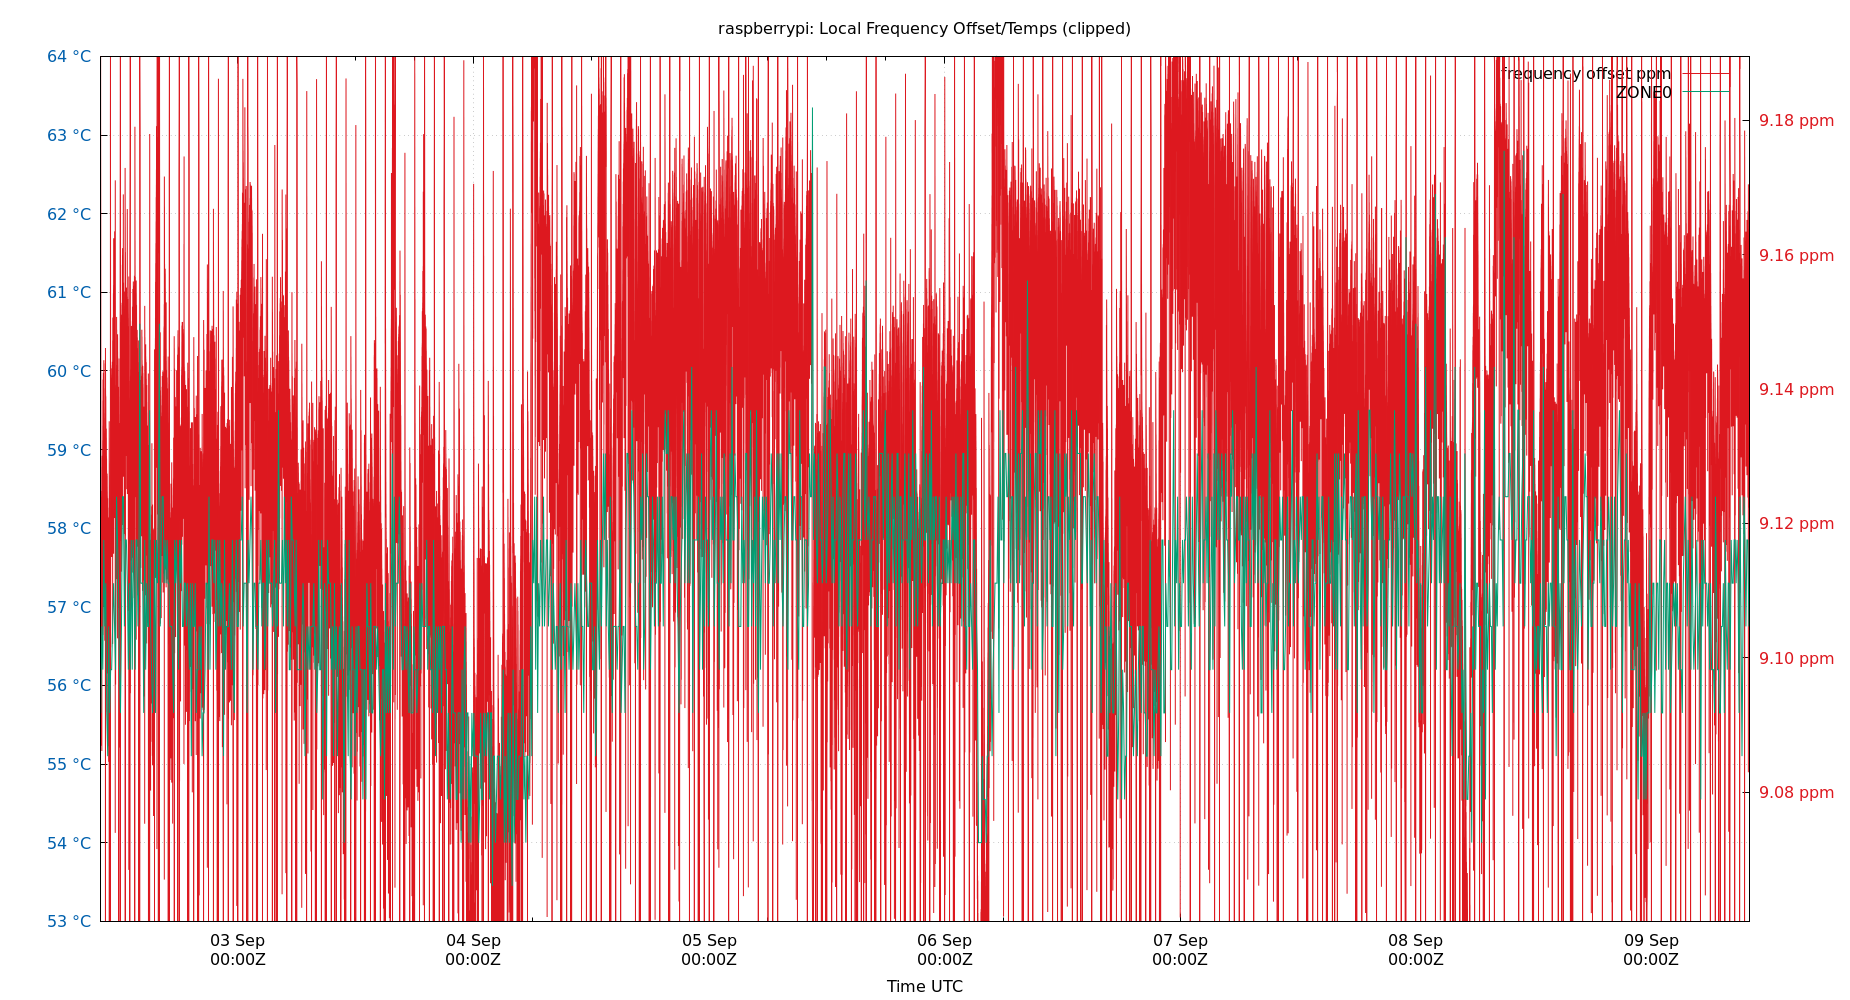 raspberrypi: Local Frequency Offset/Temps (clipped)
64 °C
63 °C
62 °C
61 °C
60 °C
59 °C
58 °C
57 °C
56 °C
55 °C
54 °C
53 °C
frequency offset ppm
ZONE0
9.18 ppm
9.16 ppm
9.14 ppm
9.12 ppm
9.10 ppm
9.08 ppm
03 Sep 04 Sep 05 Sep 06 Sep 07 Sep 08 Sep 09 Sep
00:00Z 00:00Z 00:00Z 00:00Z 00:00Z 00:00Z 00:00Z
Time UTC